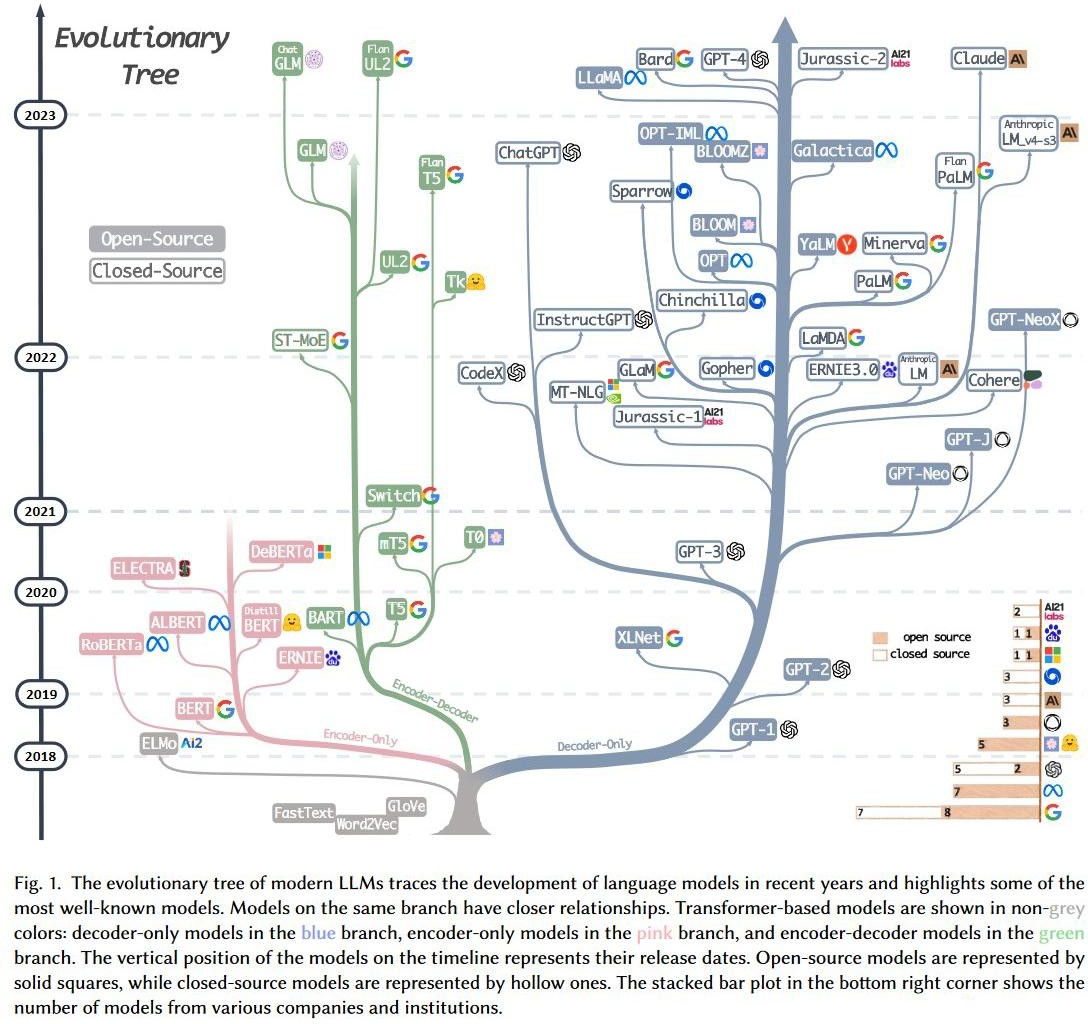 Evolutionary
Tree
2023
2022
2021
2020
2019
2018
Open-Source
Closed-Source
Chat
GLM
Flan
UL2
GLM
Flan
T5
UL2
Tk
ST-MoE
Switch
mT5
T0
T5
BART
Encoder-Decoder
DeBERTa
ELECTRA
ALBERT
Distill
BERT
RoBERTa
ERNIE
BERT
Encoder-Only
ELMo Ai2
FastText
GloVe
Word2Vec
Bard
GPT-4
Jurassic-2 AI21
labs
Claude A\
LLaMA
OPT-IML
BLOOMZ
ChatGPT
Galactica
Anthropic
LM_v4-s3 A\
Flan
PaLM
Sparrow
BLOOM
YaLM Y
Minerva
OPT
PaLM
Chinchilla
InstructGPT
GPT-NeoX
LaMDA
CodeX
GLaM
Gopher
ERNIE3.0 du
Anthropic
LM A\
Cohere
MT-NLG
Jurassic-1 AI21
labs
GPT-J
GPT-Neo
GPT-3
XLNet
GPT-2
GPT-1
Decoder-Only
open source
closed source
2 AI21
labs
1 1 du
1 1
3
3 A\
3
5
5 2
7
7 8
Fig. 1. The evolutionary tree of modern LLMs traces the development of language models in recent years and highlights some of the
most well-known models. Models on the same branch have closer relationships. Transformer-based models are shown in non-grey
colors: decoder-only models in the blue branch, encoder-only models in the pink branch, and encoder-decoder models in the green
branch. The vertical position of the models on the timeline represents their release dates. Open-source models are represented by
solid squares, while closed-source models are represented by hollow ones. The stacked bar plot in the bottom right corner shows the
number of models from various companies and institutions.